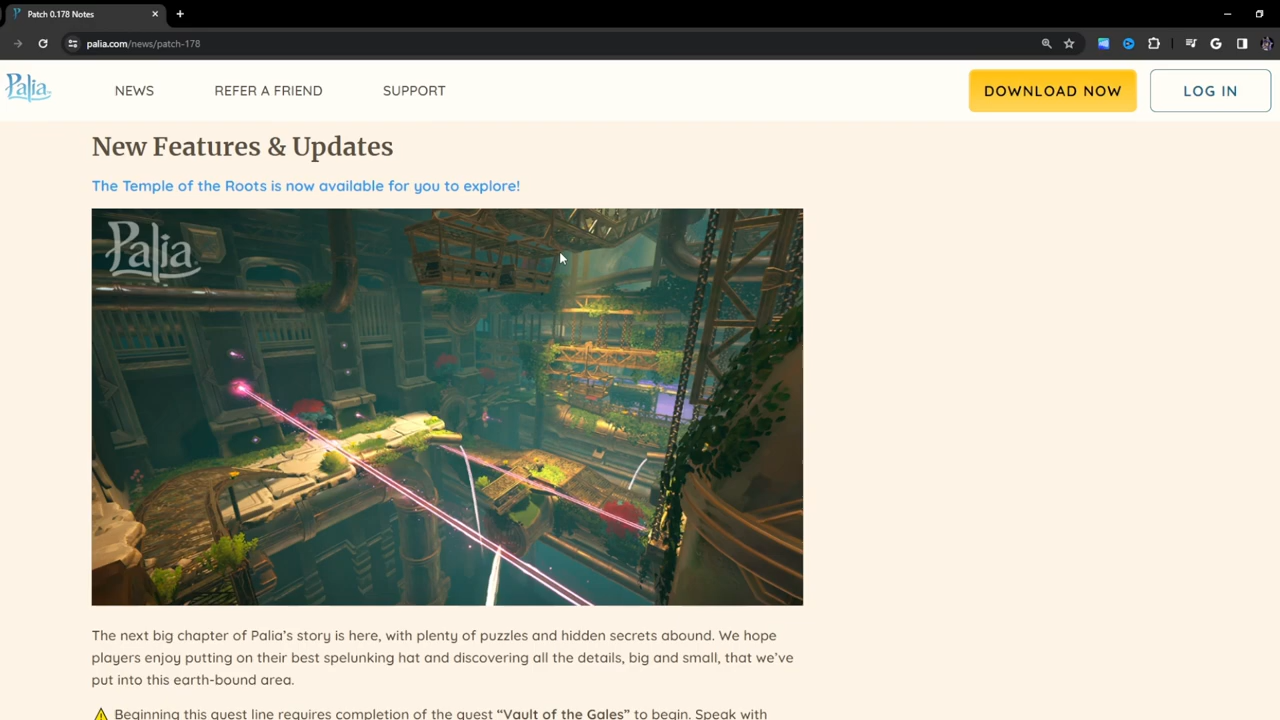 Patch 0.178 Notes
palia.com/news/patch-178
Palia
NEWS
REFER A FRIEND
SUPPORT
DOWNLOAD NOW
LOG IN
New Features & Updates
The Temple of the Roots is now available for you to explore!
Palia
The next big chapter of Palia’s story is here, with plenty of puzzles and hidden secrets abound. We hope
players enjoy putting on their best spelunking hat and discovering all the details, big and small, that we’ve
put into this earth-bound area.
Beginning this quest line requires completion of the quest “Vault of the Gales” to begin. Speak with